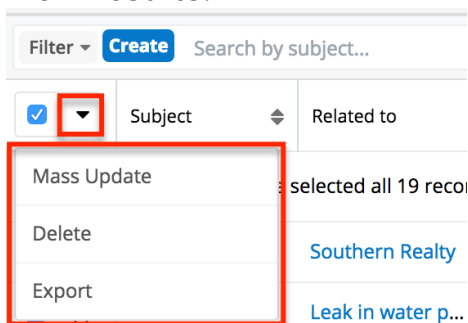 Filter Create Search by subject...
Subject Related to
Mass Update
selected all 19 recor
Delete
Southern Realty
Export
Leak in water p...